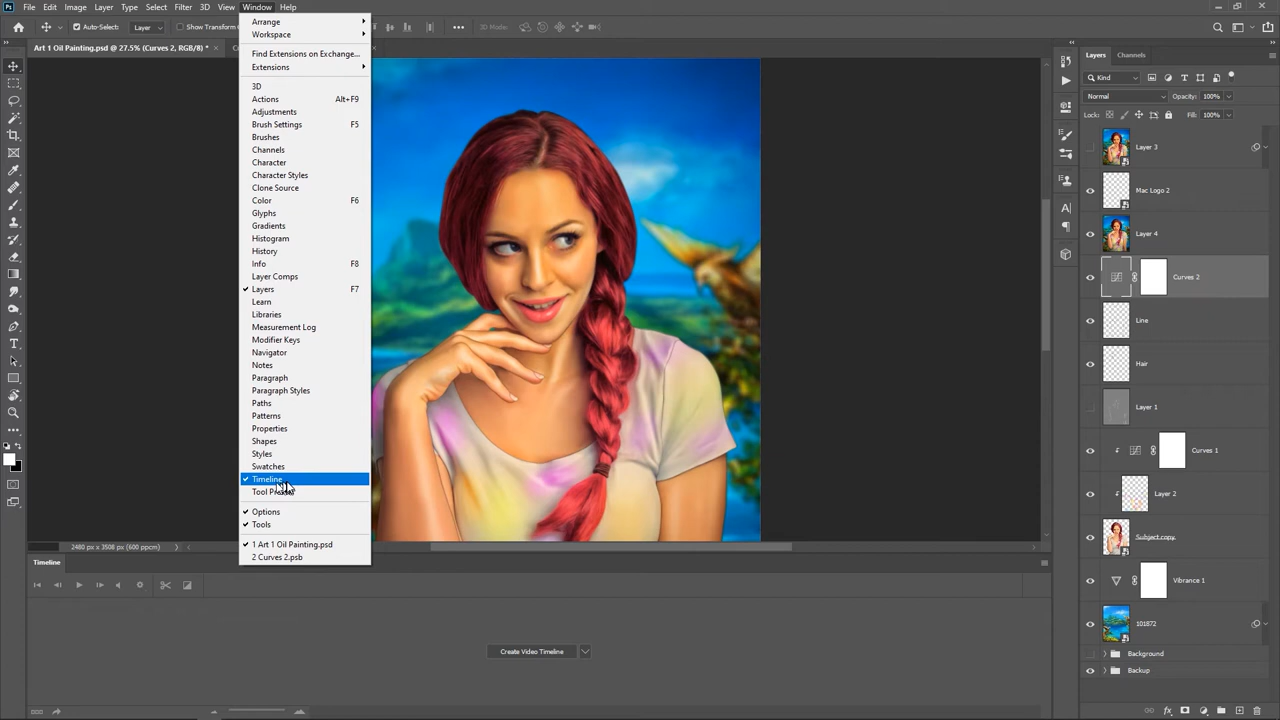 Ps File Edit Image Layer Type Select Filter 3D View Window Help
Auto-Select: Layer Show Transform 3D Mode:
Art 1 Oil Painting.psd @ 27.5% (Curves 2, RGB/8) *
Arrange
Workspace
Find Extensions on Exchange...
Extensions
3D
Actions Alt+F9
Adjustments
Brush Settings F5
Brushes
Channels
Character
Character Styles
Clone Source
Color F6
Glyphs
Gradients
Histogram
History
Info F8
Layer Comps
Layers F7
Learn
Libraries
Measurement Log
Modifier Keys
Navigator
Notes
Paragraph
Paragraph Styles
Paths
Patterns
Properties
Shapes
Styles
Swatches
Timeline
Options
Tools
1 Art 1 Oil Painting.psd
2 Curves 2.psb
2480 px x 3508 px (600 ppcm)
Timeline
Create Video Timeline
Layers Channels
Kind
Normal Opacity: 100%
Lock: Fill: 100%
Layer 3
Mac Logo 2
Layer 4
Curves 2
Line
Hair
Layer 1
Curves 1
Layer 2
Subject copy
Vibrance 1
101872
Background
Backup